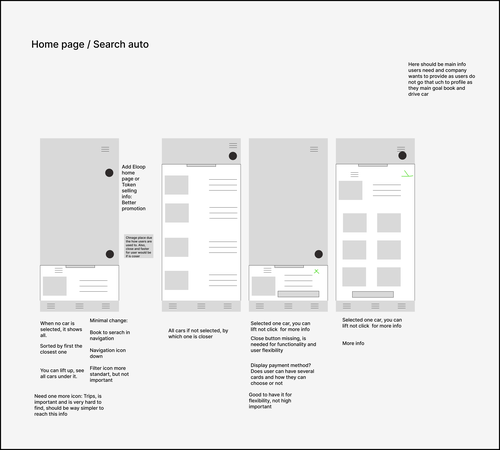 Home page / Search auto
Here should be main info
users need and company
wants to provide as users do
not go that uch to profile as
they main goal book and
drive car
Add Eloop
home
page or
Token
selling
info:
Better
promotion
When no car is
selected, it shows
all.
Sorted by first the
closest one
You can lift up, see
all cars under it.
Need one more icon: Trips, is
important and is very hard to
find, should be way simpler to
reach this info
Minimal change:
Book to serach in
navigation
Navigation icon
down
Filter icon more
standart, but not
important
All cars if not selected, by
which one is closer
Selected one car, you can
lift not click for more info
Close button missing, is
needed for functionality and
user flexibility
Display payment method?
Does user can have several
cards and how they can
choose or not
Good to have it for
flexibility, not high
important
Selected one car, you can
lift not click for more info
More info